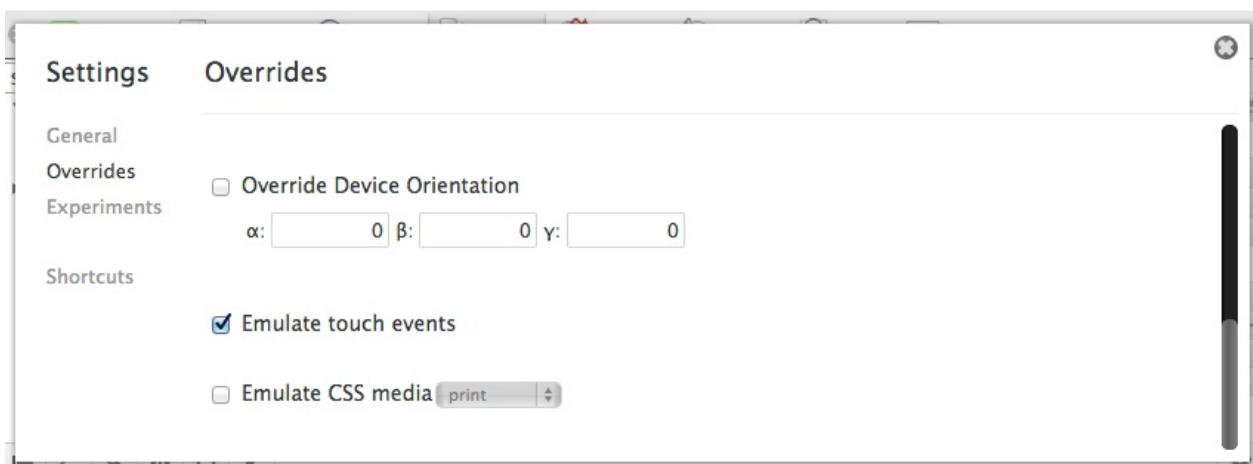 Settings
Overrides
General
Overrides
Experiments
Shortcuts
Override Device Orientation
α: 0 β: 0 γ: 0
Emulate touch events
Emulate CSS media print